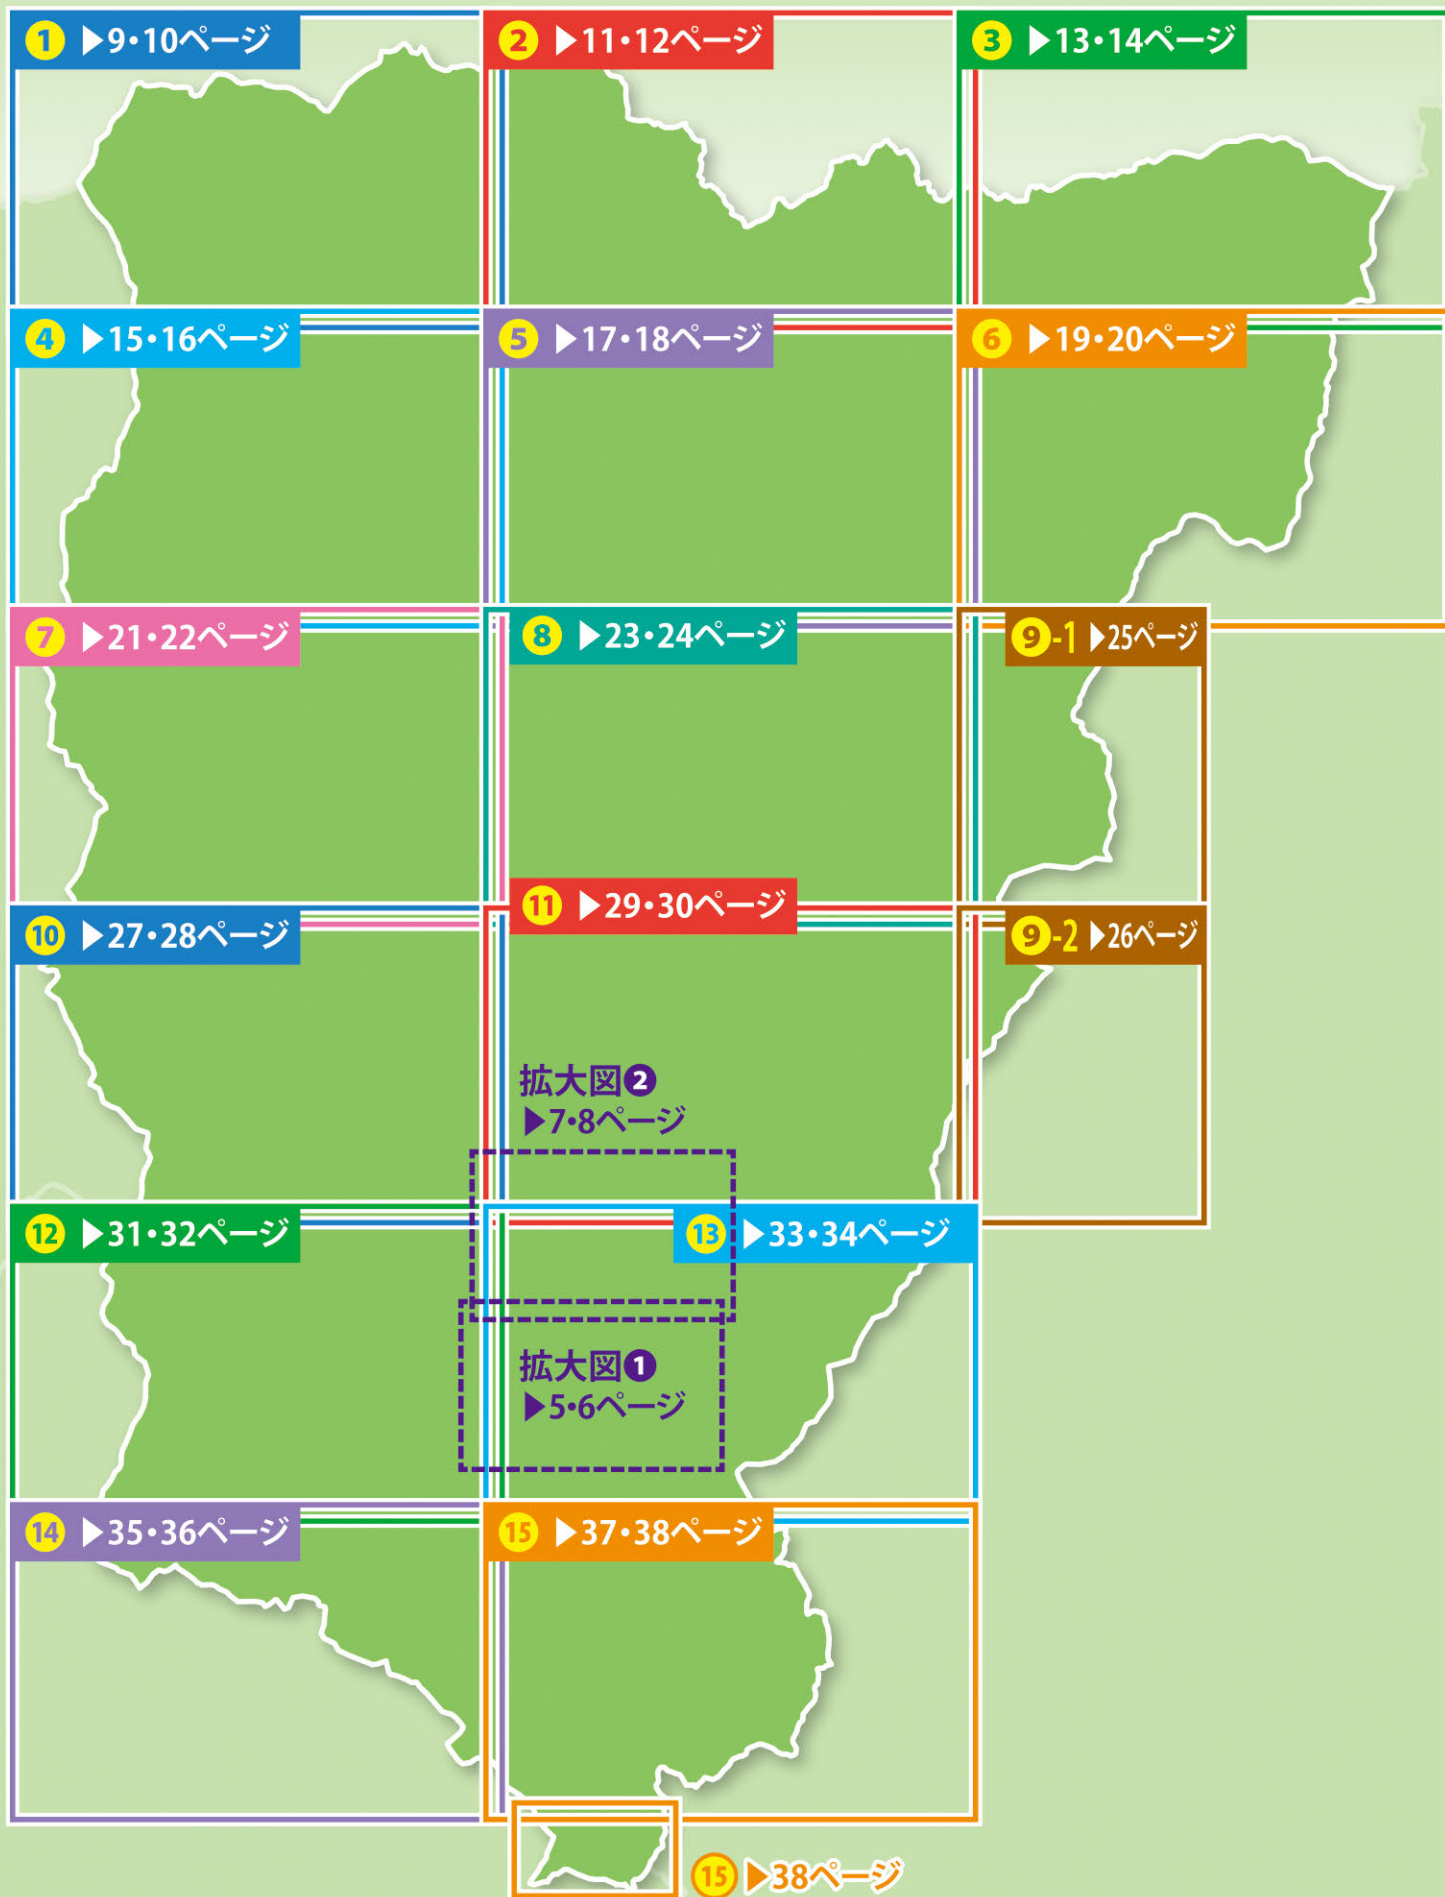 1 ▶9・10ページ
2 ▶11・12ページ
3 ▶13・14ページ
4 ▶15・16ページ
5 ▶17・18ページ
6 ▶19・20ページ
7 ▶21・22ページ
8 ▶23・24ページ
9-1 ▶25ページ
10 ▶27・28ページ
11 ▶29・30ページ
9-2 ▶26ページ
拡大図❷
▶7・8ページ
12 ▶31・32ページ
13 ▶33・34ページ
拡大図❶
▶5・6ページ
14 ▶35・36ページ
15 ▶37・38ページ
15 ▶38ページ